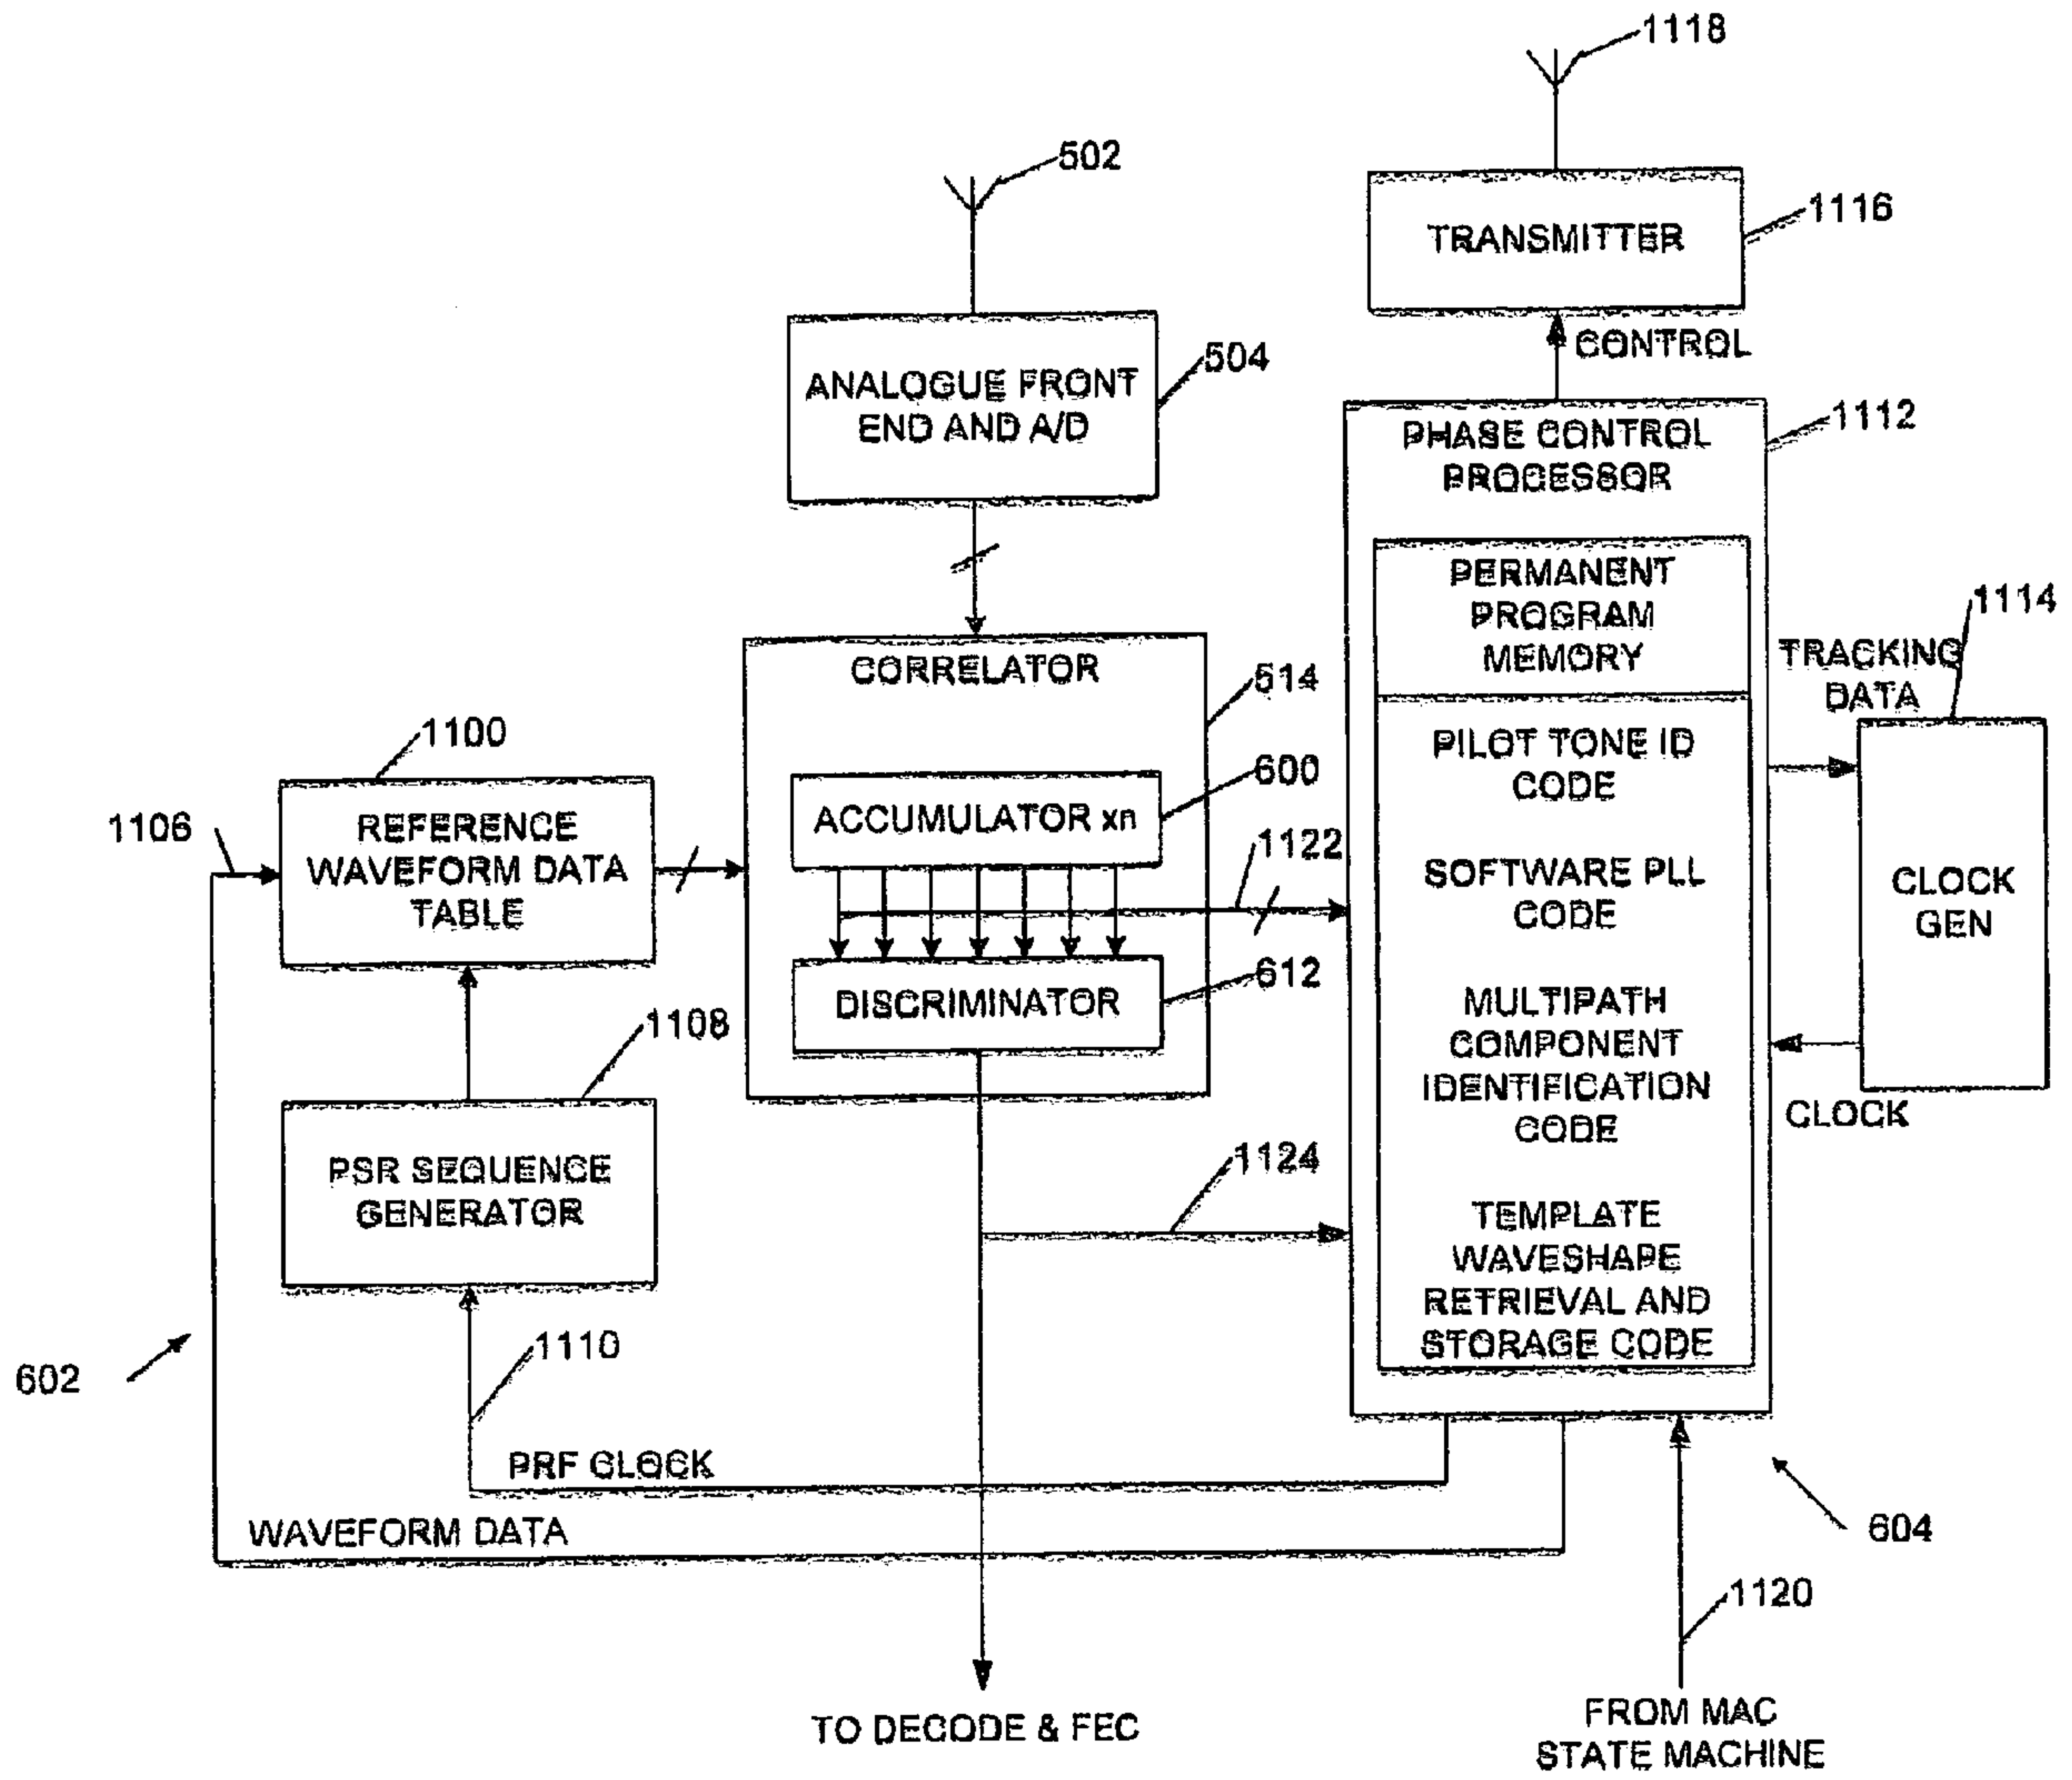 1118
502
TRANSMITTER
1116
ANALOGUE FRONT
END AND A/D
504
CONTROL
PHASE CONTROL
PROCESSOR
1112
PERMANENT
PROGRAM
MEMORY
1114
TRACKING
DATA
CORRELATOR
514
1100
PILOT TONE ID
CODE
600
ACCUMULATOR xn
1106
REFERENCE
WAVEFORM DATA
TABLE
1122
SOFTWARE PLL
CODE
CLOCK
GEN
612
DISCRIMINATOR
1108
MULTIPATH
COMPONENT
IDENTIFICATION
CODE
CLOCK
PSR SEQUENCE
GENERATOR
1124
TEMPLATE
WAVESHAPE
RETRIEVAL AND
STORAGE CODE
602
1110
PRF CLOCK
WAVEFORM DATA
604
1120
TO DECODE & FEC
FROM MAC
STATE MACHINE